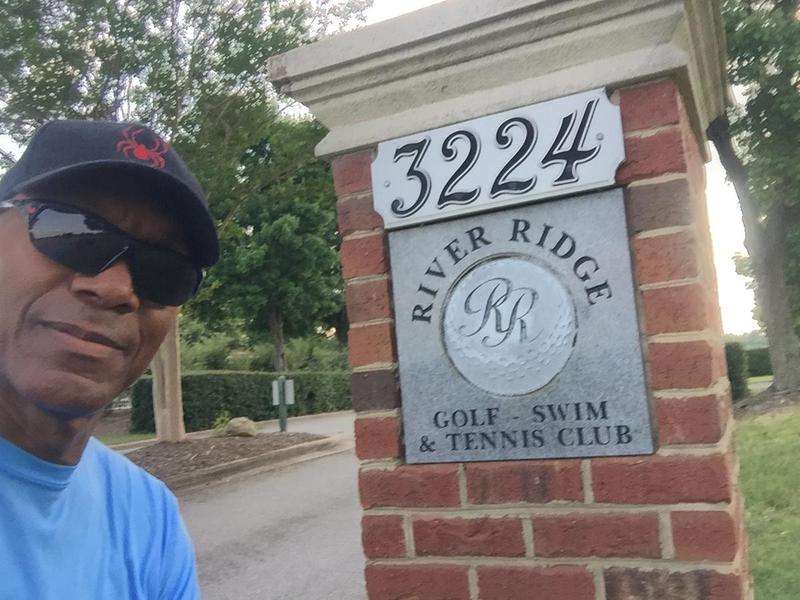 3224
RIVER RIDGE
RR
GOLF - SWIM
& TENNIS CLUB